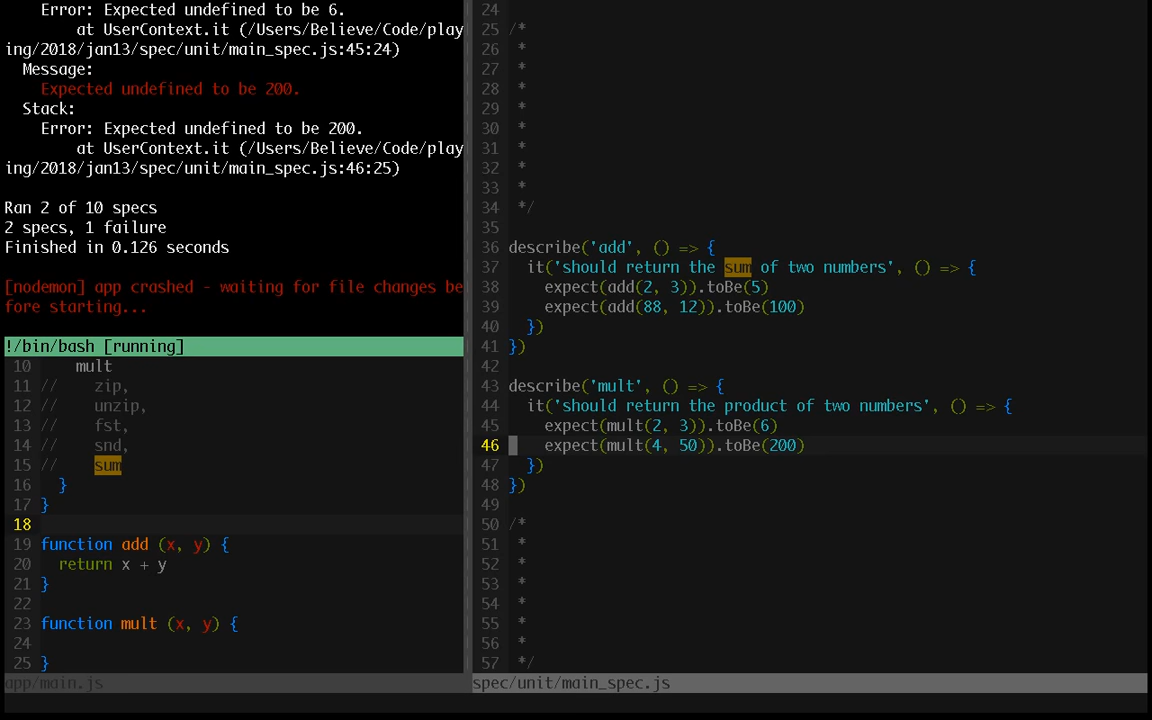 Error: Expected undefined to be 6.
        at UserContext.it (/Users/Believe/Code/play
ing/2018/jan13/spec/unit/main_spec.js:45:24)
  Message:
    Expected undefined to be 200.
  Stack:
    Error: Expected undefined to be 200.
        at UserContext.it (/Users/Believe/Code/play
ing/2018/jan13/spec/unit/main_spec.js:46:25)

Ran 2 of 10 specs
2 specs, 1 failure
Finished in 0.126 seconds

[nodemon] app crashed - waiting for file changes be
fore starting...

!/bin/bash [running]
 10     mult
 11 //    zip,
 12 //    unzip,
 13 //    fst,
 14 //    snd,
 15 //    sum
 16   }
 17 }
 18
 19 function add (x, y) {
 20   return x + y
 21 }
 22
 23 function mult (x, y) {
 24
 25 }
app/main.js
 24
 25 /*
 26  *
 27  *
 28  *
 29  *
 30  *
 31  *
 32  *
 33  *
 34  */
 35
 36 describe('add', () => {
 37   it('should return the sum of two numbers', () => {
 38     expect(add(2, 3)).toBe(5)
 39     expect(add(88, 12)).toBe(100)
 40   })
 41 })
 42
 43 describe('mult', () => {
 44   it('should return the product of two numbers', () => {
 45     expect(mult(2, 3)).toBe(6)
 46     expect(mult(4, 50)).toBe(200)
 47   })
 48 })
 49
 50 /*
 51  *
 52  *
 53  *
 54  *
 55  *
 56  *
 57  */
spec/unit/main_spec.js